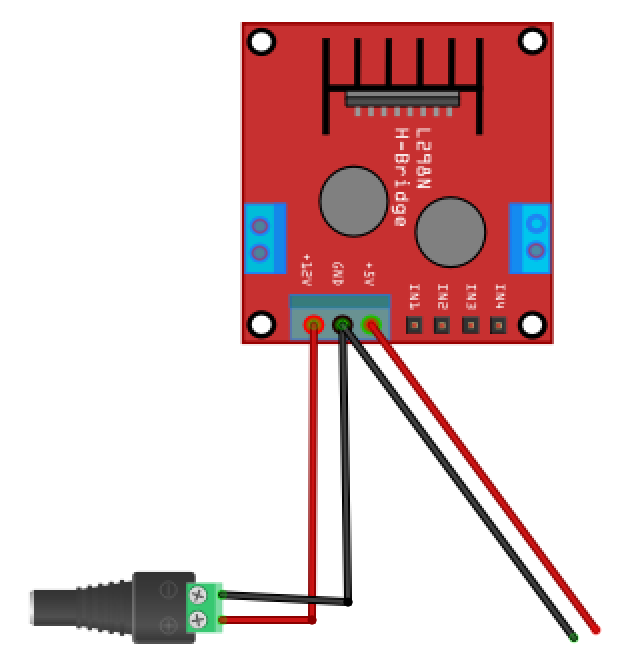 L298N
H-Bridge
+12V
GND
+5V
IN1
IN2
IN3
IN4
−
+